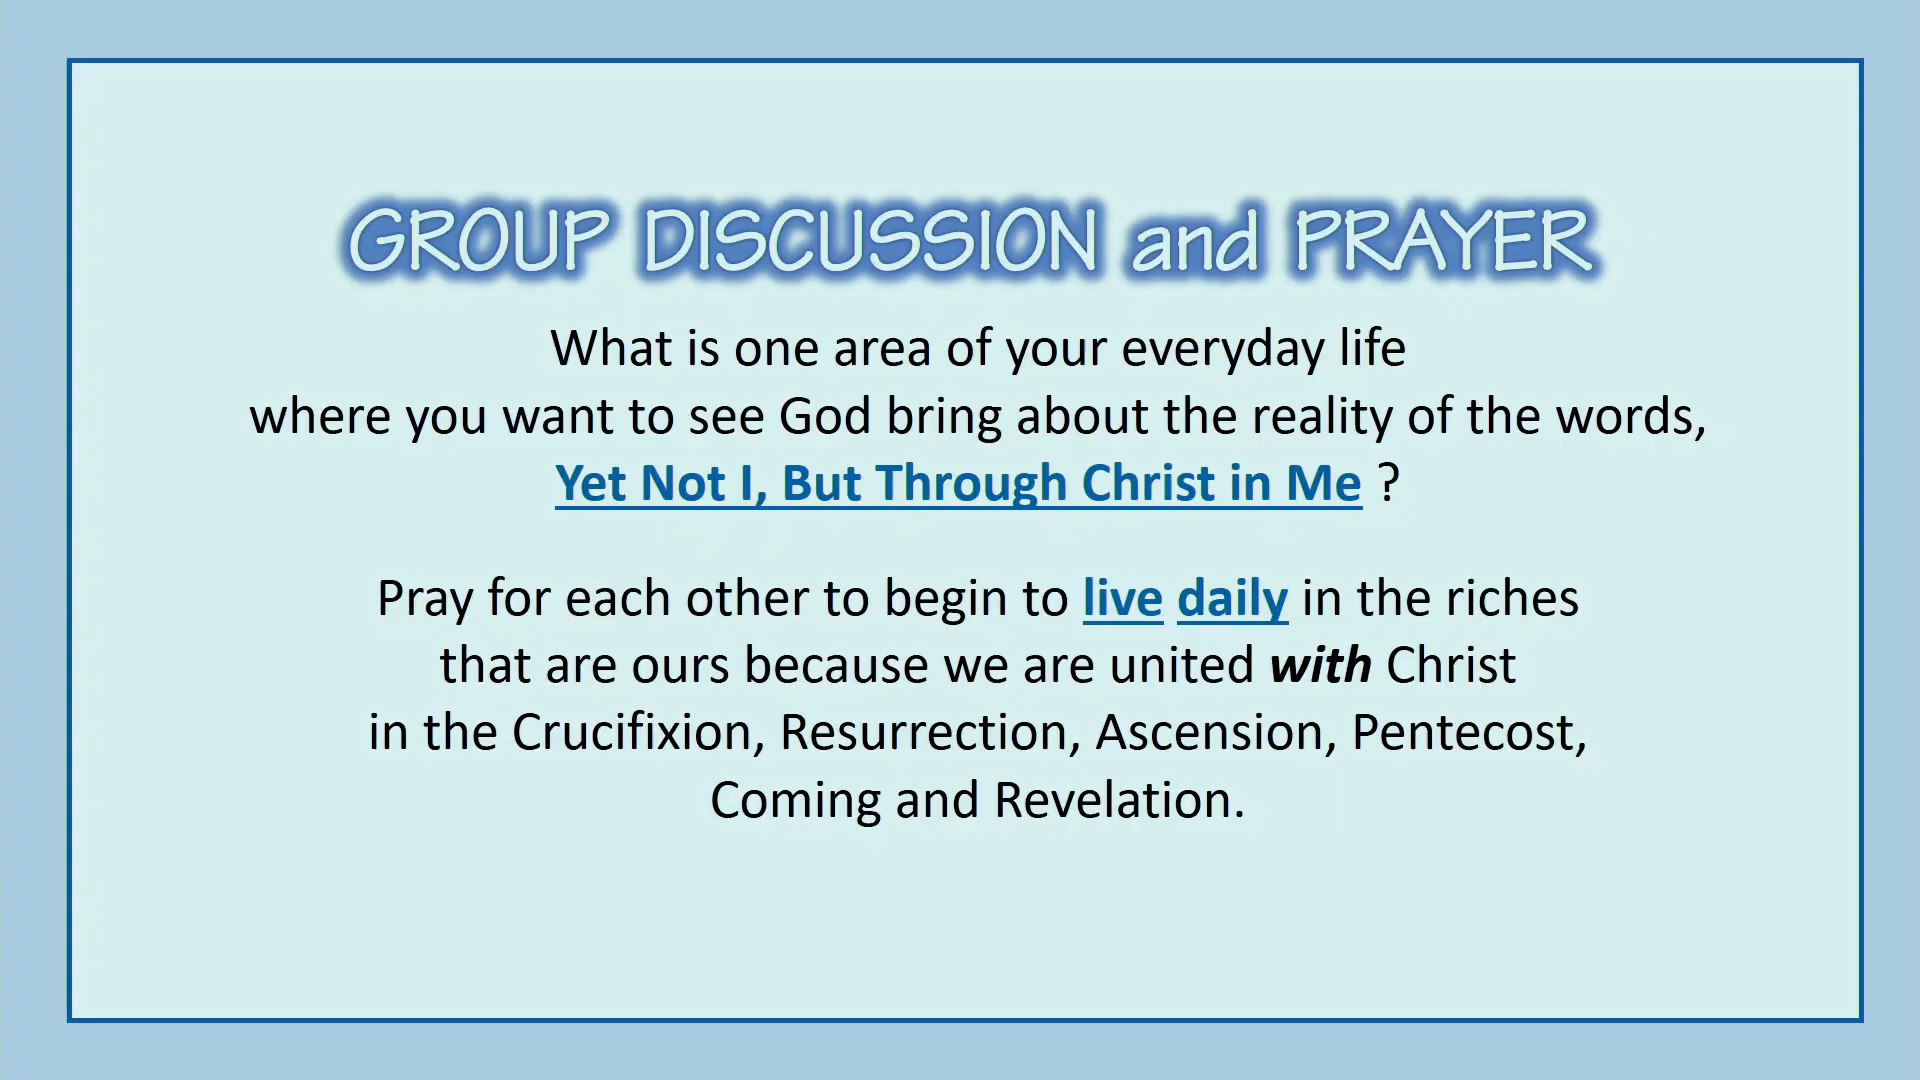 GROUP DISCUSSION and PRAYER
What is one area of your everyday life
where you want to see God bring about the reality of the words,
Yet Not I, But Through Christ in Me ?
Pray for each other to begin to live daily in the riches
that are ours because we are united with Christ
in the Crucifixion, Resurrection, Ascension, Pentecost,
Coming and Revelation.